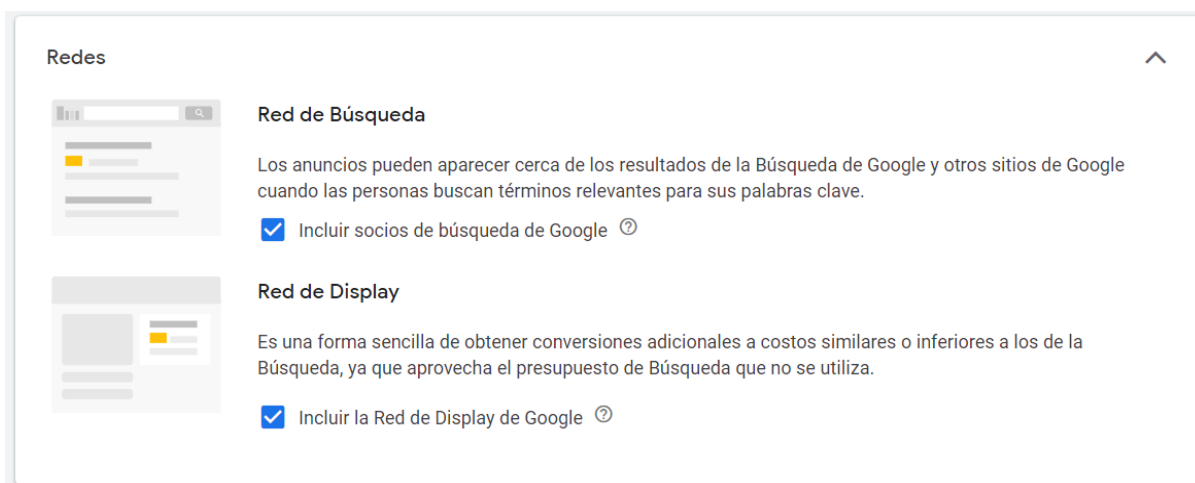 Redes
Red de Búsqueda
Los anuncios pueden aparecer cerca de los resultados de la Búsqueda de Google y otros sitios de Google
cuando las personas buscan términos relevantes para sus palabras clave.
Incluir socios de búsqueda de Google
Red de Display
Es una forma sencilla de obtener conversiones adicionales a costos similares o inferiores a los de la
Búsqueda, ya que aprovecha el presupuesto de Búsqueda que no se utiliza.
Incluir la Red de Display de Google